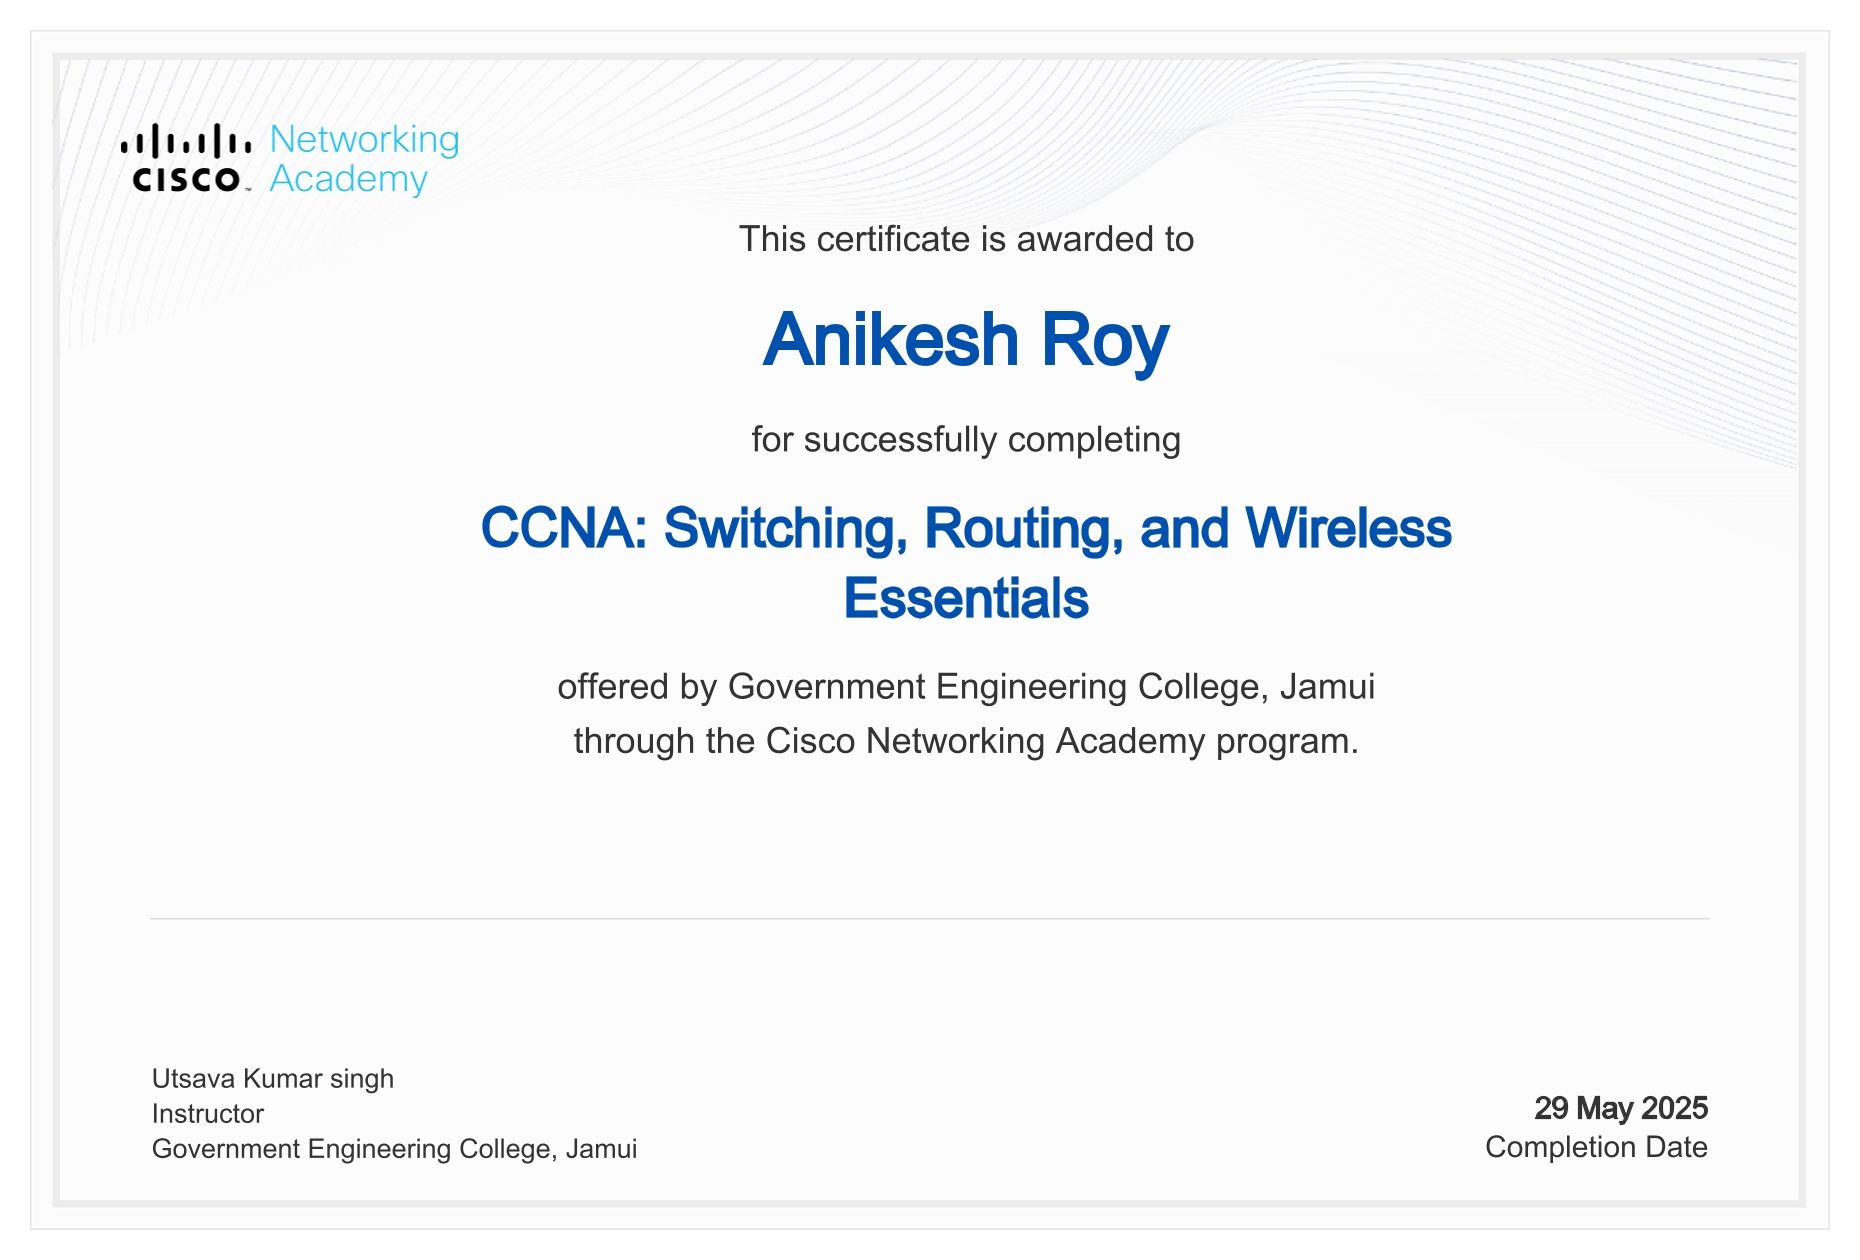 CISCO™ Networking
Academy
This certificate is awarded to
Anikesh Roy
for successfully completing
CCNA: Switching, Routing, and Wireless
Essentials
offered by Government Engineering College, Jamui
through the Cisco Networking Academy program.
Utsava Kumar singh
Instructor
Government Engineering College, Jamui
29 May 2025
Completion Date